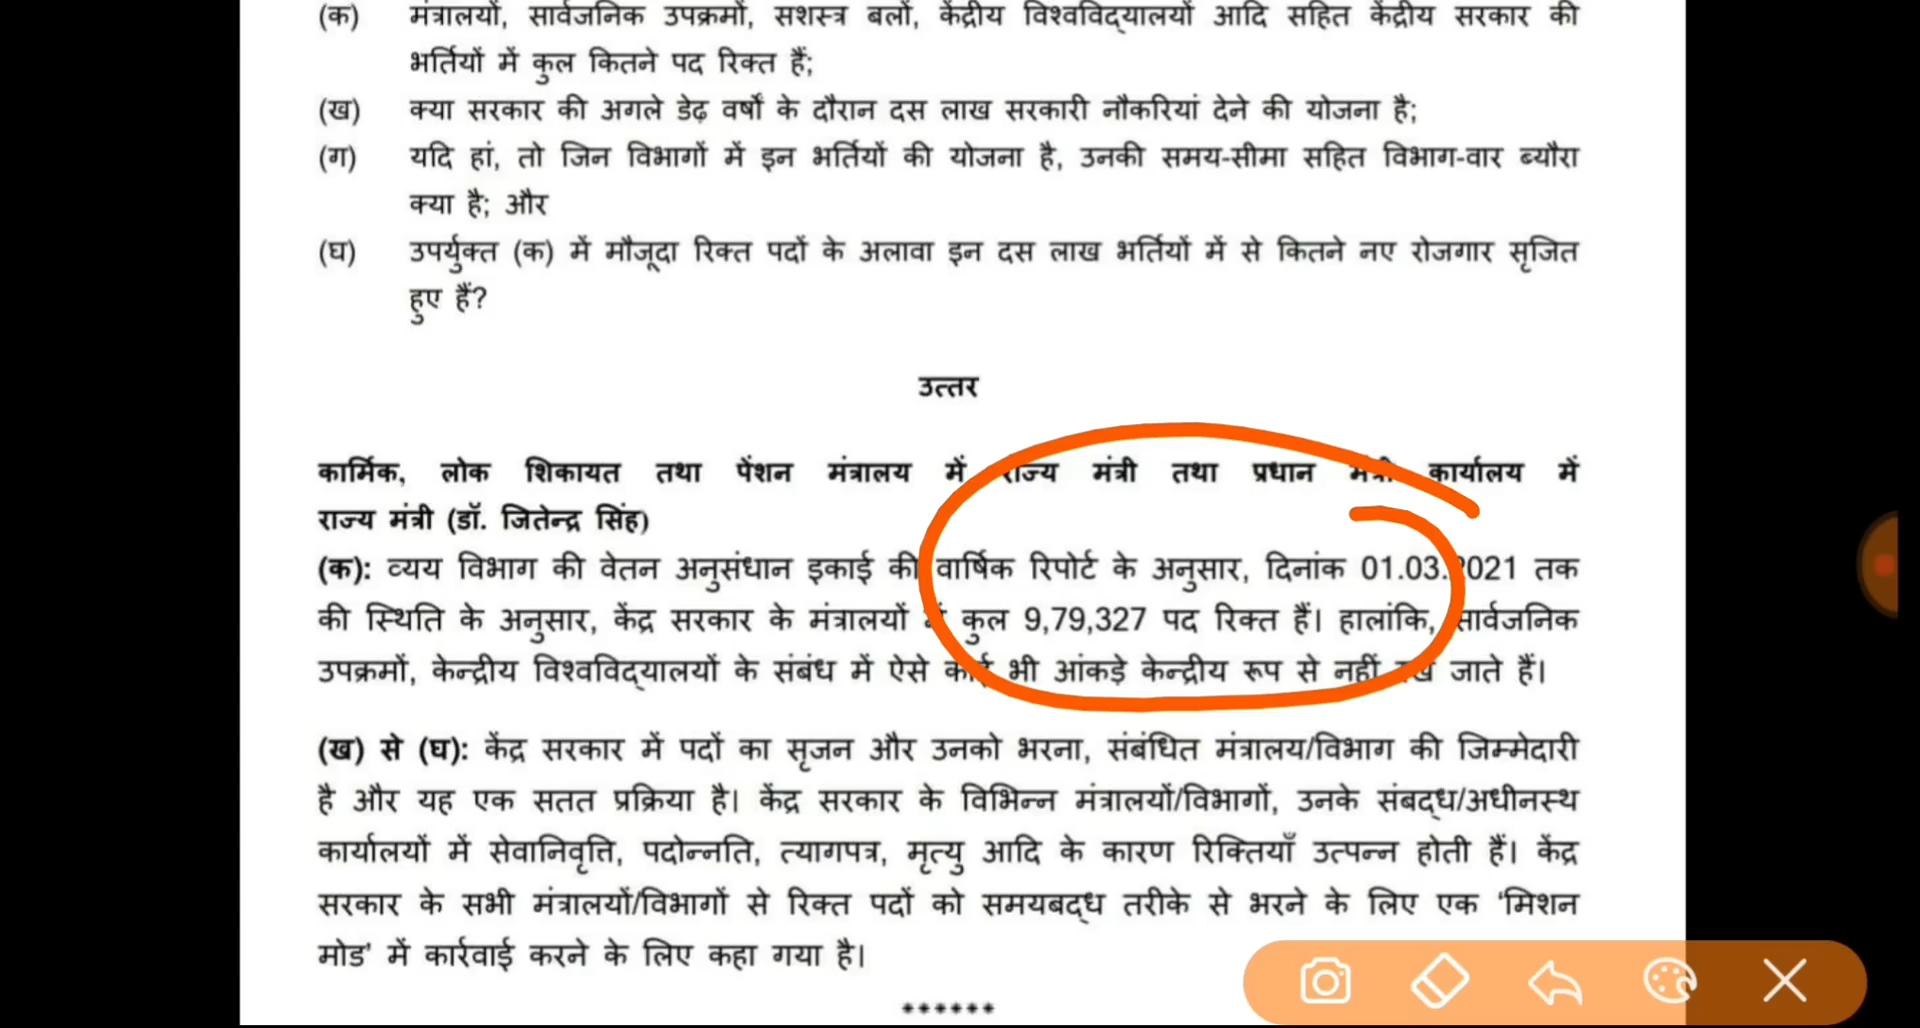 (क) मंत्रालयों, सार्वजनिक उपक्रमों, सशस्त्र बलों, केंद्रीय विश्वविद्यालयों आदि सहित केंद्रीय सरकार की
भर्तियों में कुल कितने पद रिक्त हैं;
(ख) क्या सरकार की अगले डेढ़ वर्षों के दौरान दस लाख सरकारी नौकरियां देने की योजना है;
(ग) यदि हां, तो जिन विभागों में इन भर्तियों की योजना है, उनकी समय-सीमा सहित विभाग-वार ब्यौरा
क्या है; और
(घ) उपर्युक्त (क) में मौजूदा रिक्त पदों के अलावा इन दस लाख भर्तियों में से कितने नए रोजगार सृजित
हुए हैं?
उत्तर
कार्मिक, लोक शिकायत तथा पेंशन मंत्रालय में राज्य मंत्री तथा प्रधान मंत्री कार्यालय में
राज्य मंत्री (डॉ. जितेन्द्र सिंह)
(क): व्यय विभाग की वेतन अनुसंधान इकाई की वार्षिक रिपोर्ट के अनुसार, दिनांक 01.03.2021 तक
की स्थिति के अनुसार, केंद्र सरकार के मंत्रालयों में कुल 9,79,327 पद रिक्त हैं। हालांकि, सार्वजनिक
उपक्रमों, केन्द्रीय विश्वविद्यालयों के संबंध में ऐसे कोई भी आंकड़े केन्द्रीय रूप से नहीं रखे जाते हैं।
(ख) से (घ): केंद्र सरकार में पदों का सृजन और उनको भरना, संबंधित मंत्रालय/विभाग की जिम्मेदारी
है और यह एक सतत प्रक्रिया है। केंद्र सरकार के विभिन्न मंत्रालयों/विभागों, उनके संबद्ध/अधीनस्थ
कार्यालयों में सेवानिवृत्ति, पदोन्नति, त्यागपत्र, मृत्यु आदि के कारण रिक्तियाँ उत्पन्न होती हैं। केंद्र
सरकार के सभी मंत्रालयों/विभागों से रिक्त पदों को समयबद्ध तरीके से भरने के लिए एक 'मिशन
मोड' में कार्रवाई करने के लिए कहा गया है।
******